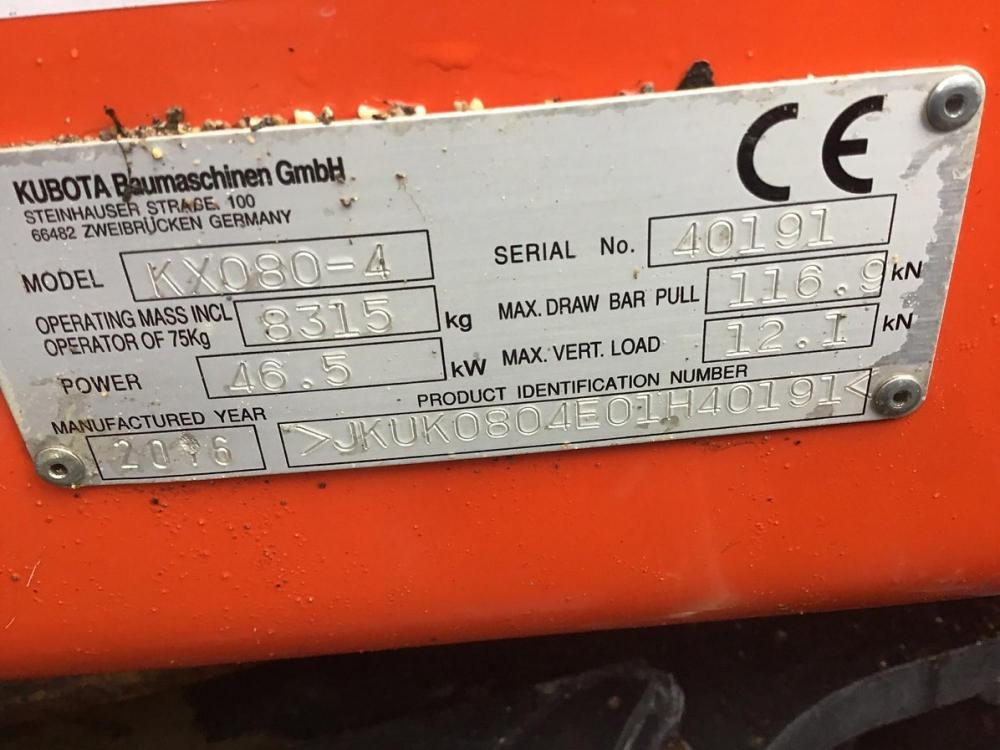 KUBOTA Baumaschinen GmbH
STEINHAUSER STRAßE. 100
66482 ZWEIBRÜCKEN GERMANY
CE
MODEL KX080-4
SERIAL No. 40191
OPERATING MASS INCL
OPERATOR OF 75Kg 8315 kg
MAX. DRAW BAR PULL 116.9 kN
POWER 46.5 kW
MAX. VERT. LOAD 12.1 kN
MANUFACTURED YEAR
2016
PRODUCT IDENTIFICATION NUMBER
>JKUK0804E01H40191<